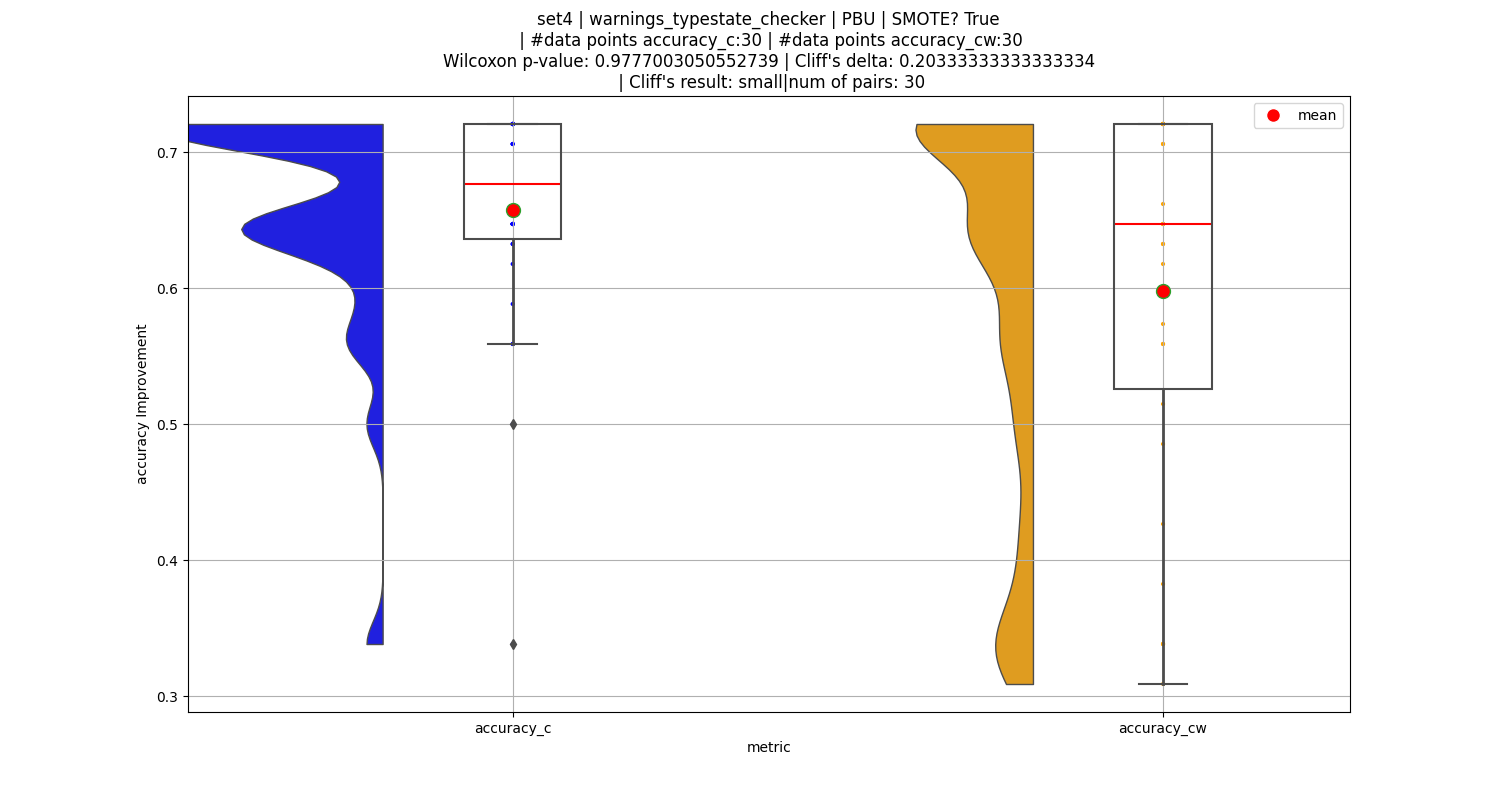 set4 | warnings_typestate_checker | PBU | SMOTE? True
| #data points accuracy_c:30 | #data points accuracy_cw:30
Wilcoxon p-value: 0.9777003050552739 | Cliff's delta: 0.20333333333333334
| Cliff's result: small|num of pairs: 30
mean
0.7
0.6
0.5
0.4
0.3
accuracy Improvement
accuracy_c
accuracy_cw
metric